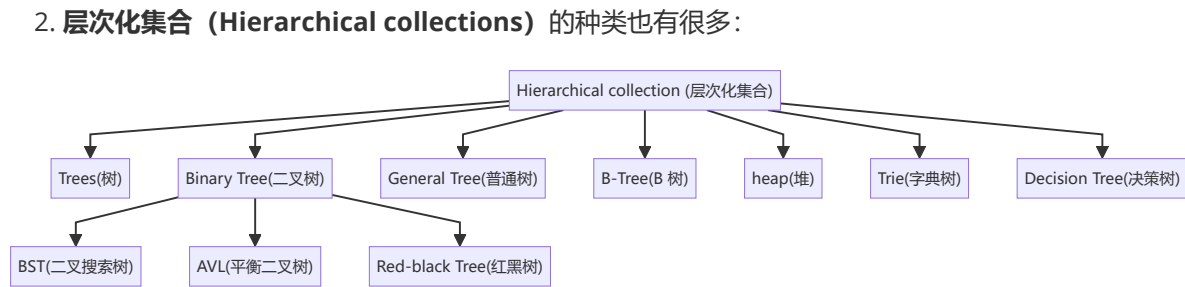 2. 层次化集合（Hierarchical collections）的种类也有很多：
Hierarchical collection (层次化集合)
Trees(树)
Binary Tree(二叉树)
General Tree(普通树)
B-Tree(B 树)
heap(堆)
Trie(字典树)
Decision Tree(决策树)
BST(二叉搜索树)
AVL(平衡二叉树)
Red-black Tree(红黑树)